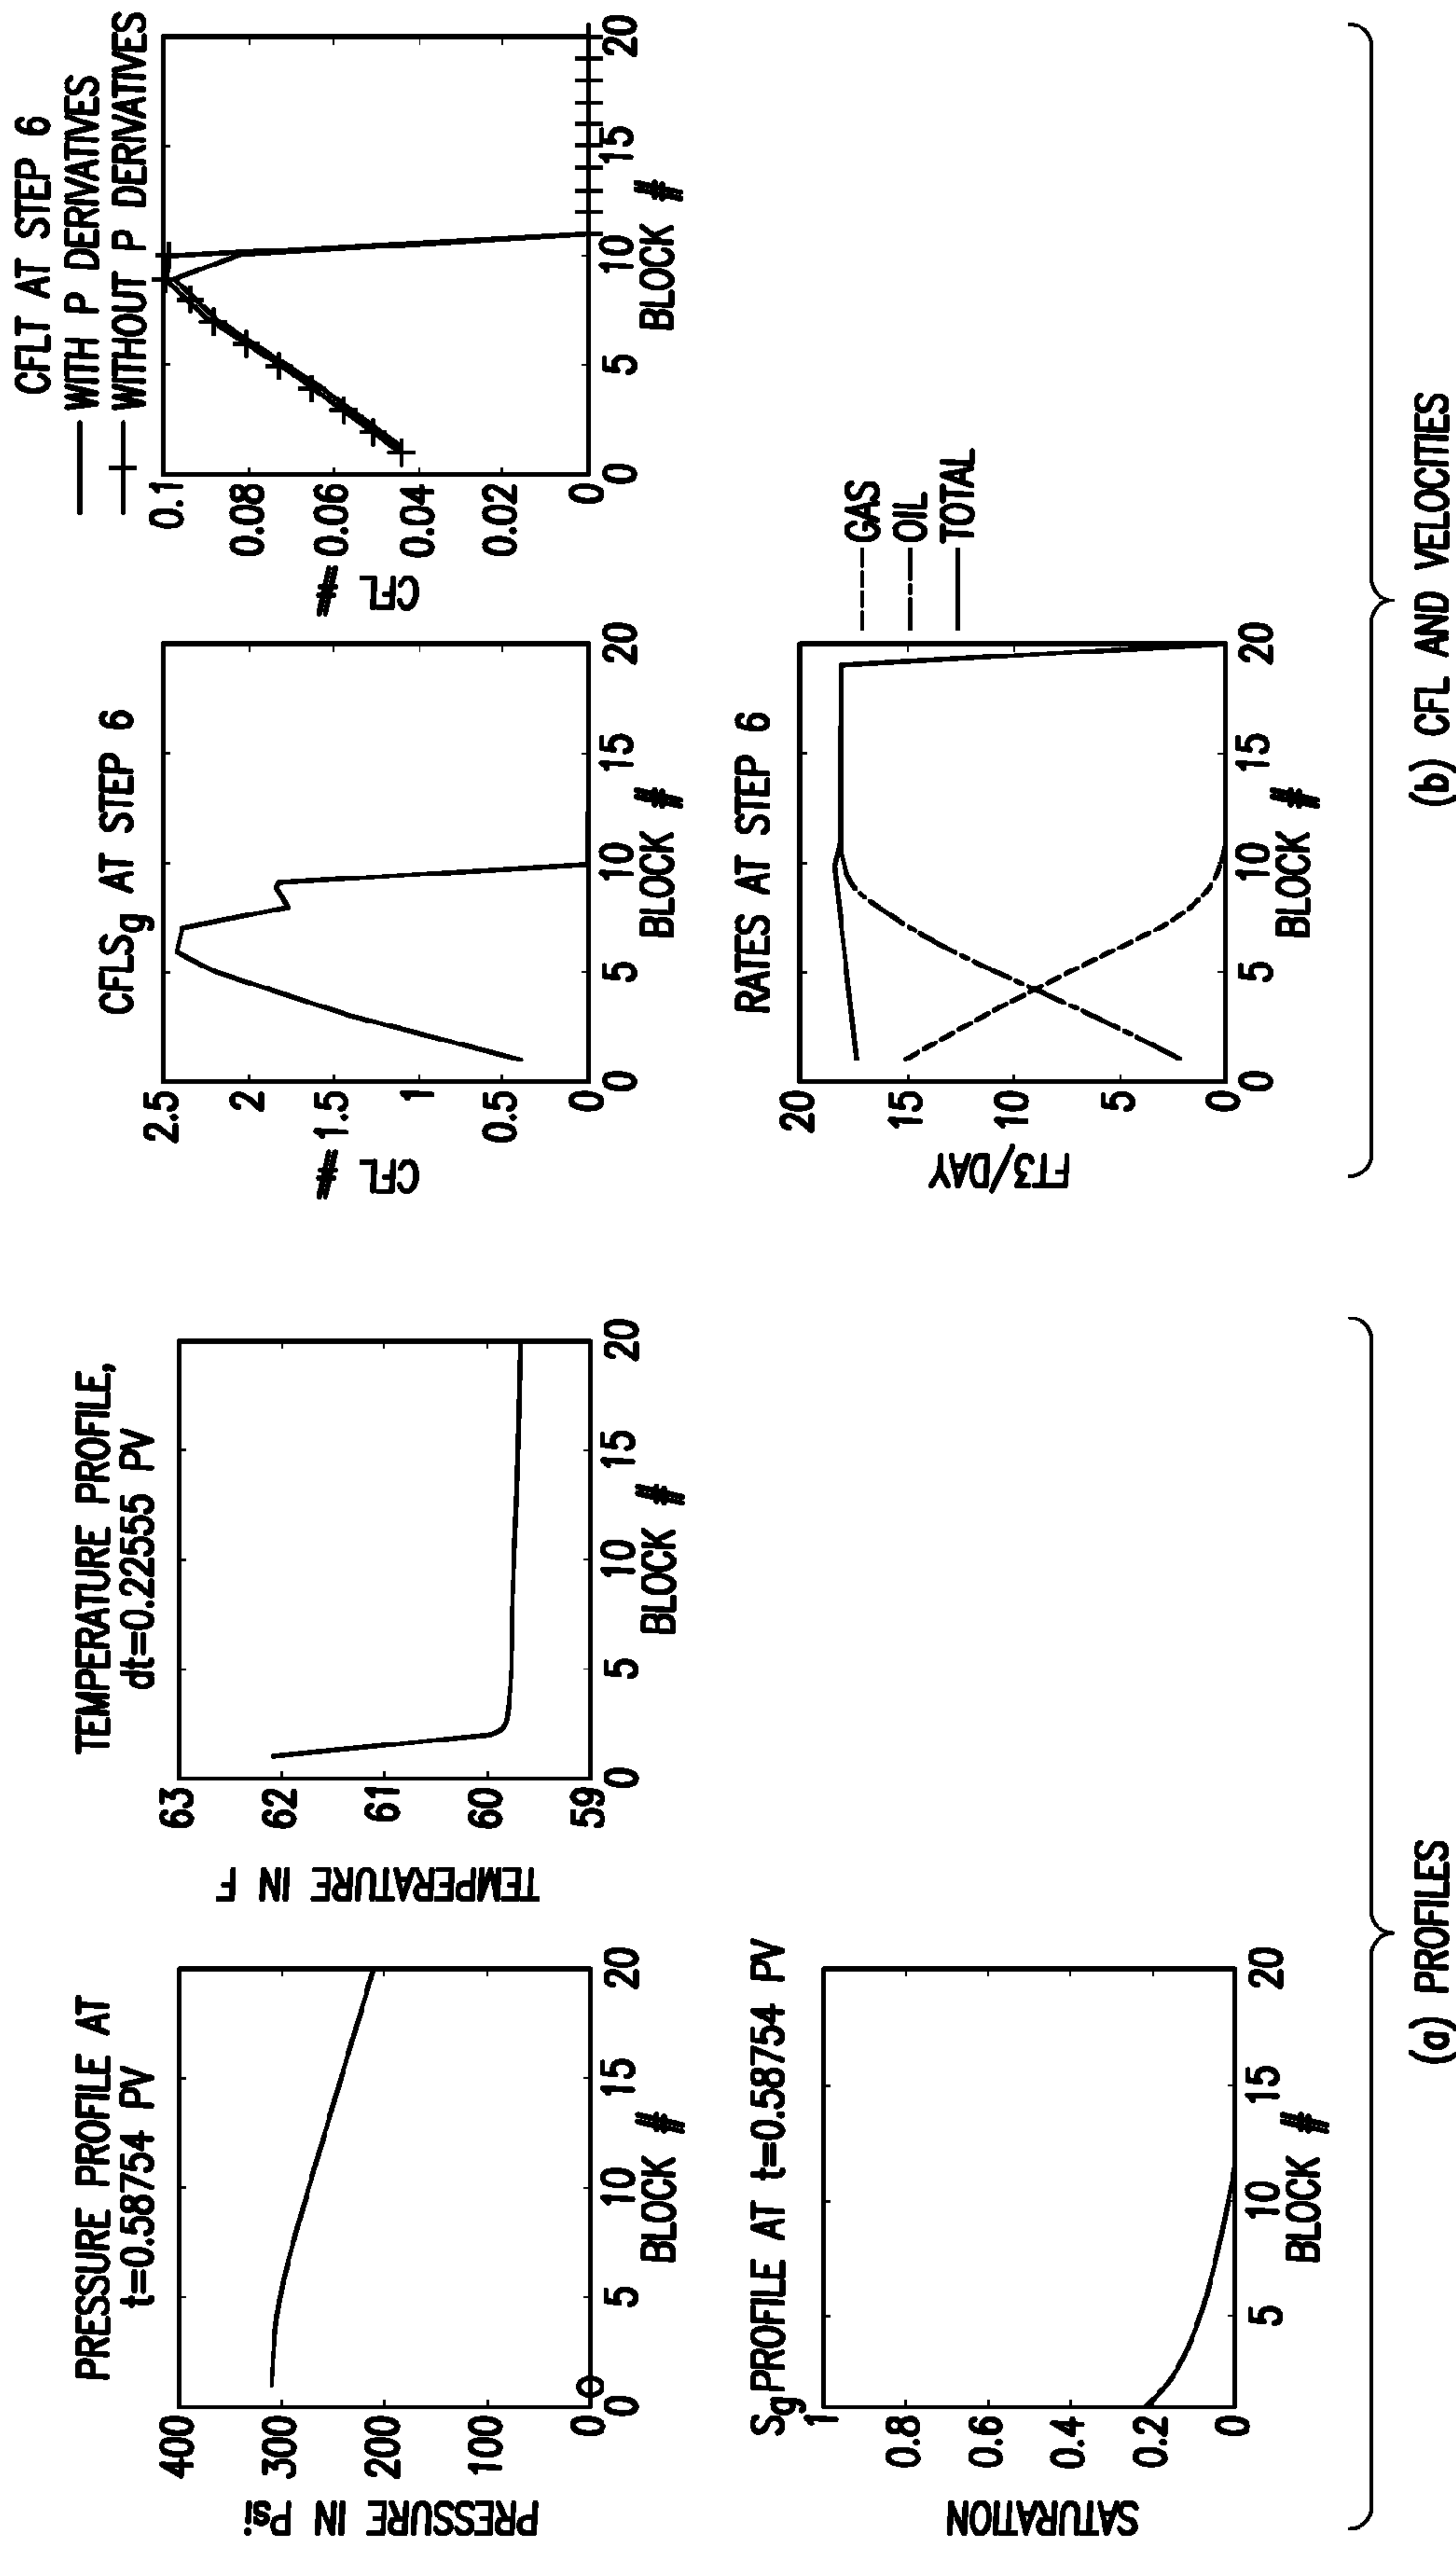 PRESSURE PROFILE AT
t=0.58754 PV
400
300
200
100
0
PRESSURE IN Psi
0
5
10
15
20
BLOCK #
TEMPERATURE PROFILE,
dt=0.22555 PV
63
62
61
60
59
TEMPERATURE IN F
0
5
10
15
20
BLOCK #
Sg PROFILE AT t=0.58754 PV
1
0.8
0.6
0.4
0.2
0
SATURATION
5
10
15
20
BLOCK #
(a) PROFILES
CFLSg AT STEP 6
2.5
2
1.5
1
0.5
0
CFL #
0
5
10
15
20
BLOCK #
CFLT AT STEP 6
WITH P DERIVATIVES
WITHOUT P DERIVATIVES
0.1
0.08
0.06
0.04
0.02
0
CFL #
0
5
10
15
20
BLOCK #
RATES AT STEP 6
20
15
10
5
0
FT3/DAY
0
5
10
15
20
BLOCK #
GAS
OIL
TOTAL
(b) CFL AND VELOCITIES